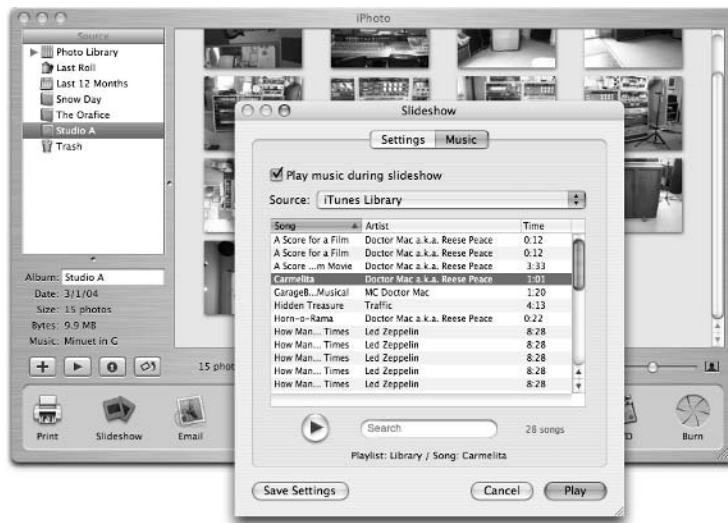 iPhoto
Source
Photo Library
Last Roll
Last 12 Months
Snow Day
The Orafice
Studio A
Trash
Album: Studio A
Date: 3/1/04
Size: 15 photos
Bytes: 9.9 MB
Music: Minuet in G
15 phot
Print
Slideshow
Email
D
Burn
Slideshow
Settings
Music
Play music during slideshow
Source: iTunes Library
Song Artist Time
A Score for a Film Doctor Mac a.k.a. Reese Peace 0:12
A Score for a Film Doctor Mac a.k.a. Reese Peace 0:12
A Score ...m Movie Doctor Mac a.k.a. Reese Peace 3:33
Carmelita Doctor Mac a.k.a. Reese Peace 1:01
GarageB...Musical MC Doctor Mac 1:20
Hidden Treasure Traffic 4:13
Horn-o-Rama Doctor Mac a.k.a. Reese Peace 0:22
How Man... Times Led Zeppelin 8:28
How Man... Times Led Zeppelin 8:28
How Man... Times Led Zeppelin 8:28
How Man... Times Led Zeppelin 8:28
How Man... Times Led Zeppelin 8:28
Search
28 songs
Playlist: Library / Song: Carmelita
Save Settings
Cancel
Play